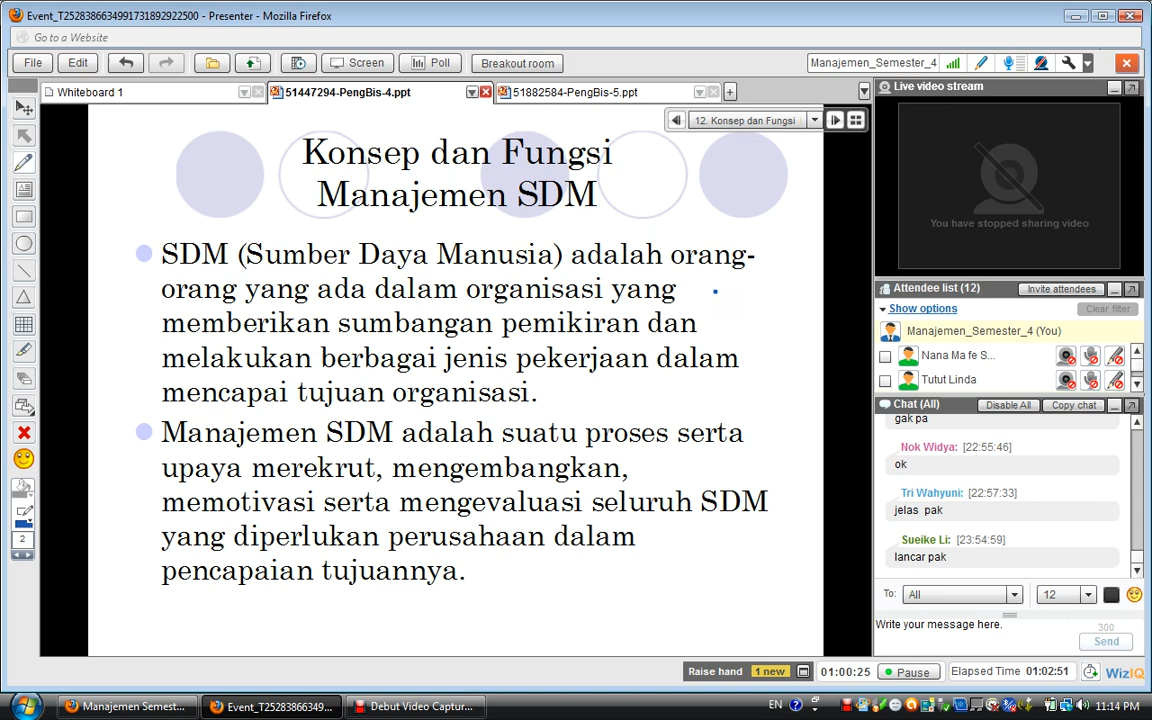 Event_T25283866349917318929225​00 - Presenter - Mozilla Firefox
Go to a Website
File Edit Screen Poll Breakout room Manajemen_Semester_4
Whiteboard 1 51447294-PengBis-4.ppt 51882584-PengBis-5.ppt
12. Konsep dan Fungsi
Konsep dan Fungsi
Manajemen SDM
SDM (Sumber Daya Manusia) adalah orang-
orang yang ada dalam organisasi yang
memberikan sumbangan pemikiran dan
melakukan berbagai jenis pekerjaan dalam
mencapai tujuan organisasi.
Manajemen SDM adalah suatu proses serta
upaya merekrut, mengembangkan,
memotivasi serta mengevaluasi seluruh SDM
yang diperlukan perusahaan dalam
pencapaian tujuannya.
2
Live video stream
You have stopped sharing video
Attendee list (12) Invite attendees
Show options Clear filter
Manajemen_Semester_4 (You)
Nana Ma fe S...
Tutut Linda
Chat (All) Disable All Copy chat
gak pa
Nok Widya: [22:55:46]
ok
Tri Wahyuni: [22:57:33]
jelas pak
Sueike Li: [23:54:59]
lancar pak
To: All 12
Write your message here.
300
Send
Raise hand 1 new 01:00:25 Pause Elapsed Time 01:02:51 WizIQ
Manajemen Semest... Event_T25283866349... Debut Video Captur... EN 11:14 PM